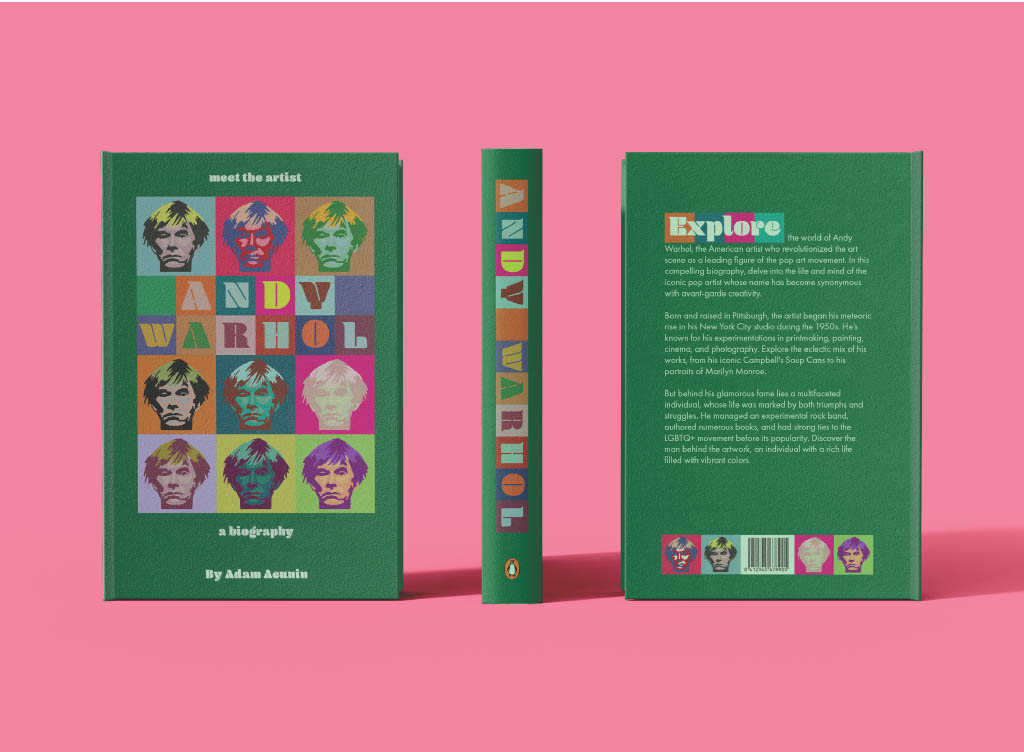 meet the artist
ANDY
WARHOL
a biography
By Adam Acunin
ANDY WARHOL
Explore the world of Andy
Warhol, the American artist who revolutionized the art
scene as a leading figure of the pop art movement. In this
compelling biography, delve into the life and mind of the
iconic pop artist whose name has become synonymous
with avant-garde creativity.
Born and raised in Pittsburgh, the artist began his meteoric
rise in his New York City studio during the 1950s. He's
known for his experimentations in printmaking, painting,
cinema, and photography. Explore the eclectic mix of his
works, from his iconic Campbell's Soup Cans to his
portraits of Marilyn Monroe.
But behind his glamorous fame lies a multifaceted
individual, whose life was marked by both triumphs and
struggles. He managed an experimental rock band,
authored numerous books, and had strong ties to the
LGBTQ+ movement before its popularity. Discover the
man behind the artwork, an individual with a rich life
filled with vibrant colors.